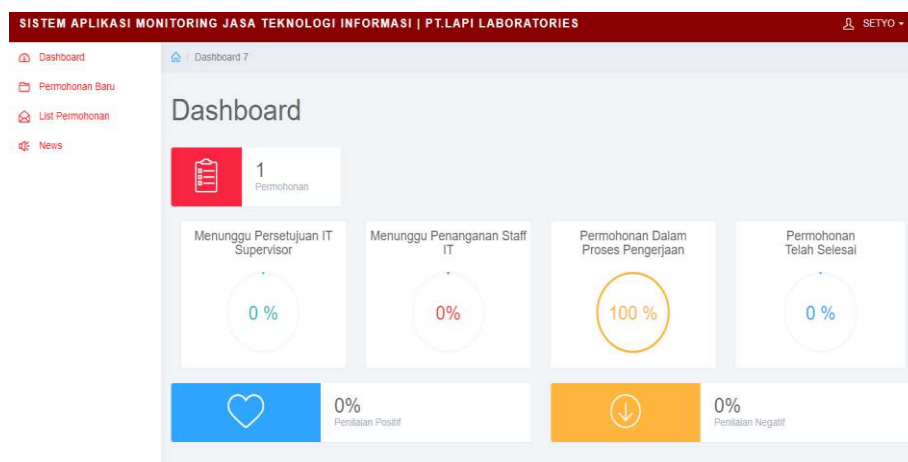 SISTEM APLIKASI MONITORING JASA TEKNOLOGI INFORMASI | PT.LAPI LABORATORIES
SETYO
Dashboard
Permohonan Baru
List Permohonan
News
/ Dashboard 7
Dashboard
1
Permohonan
Menunggu Persetujuan IT
Supervisor
0 %
Menunggu Penanganan Staff
IT
0%
Permohonan Dalam
Proses Pengerjaan
100 %
Permohonan
Telah Selesai
0 %
0%
Penilaian Positif
0%
Penilaian Negatif